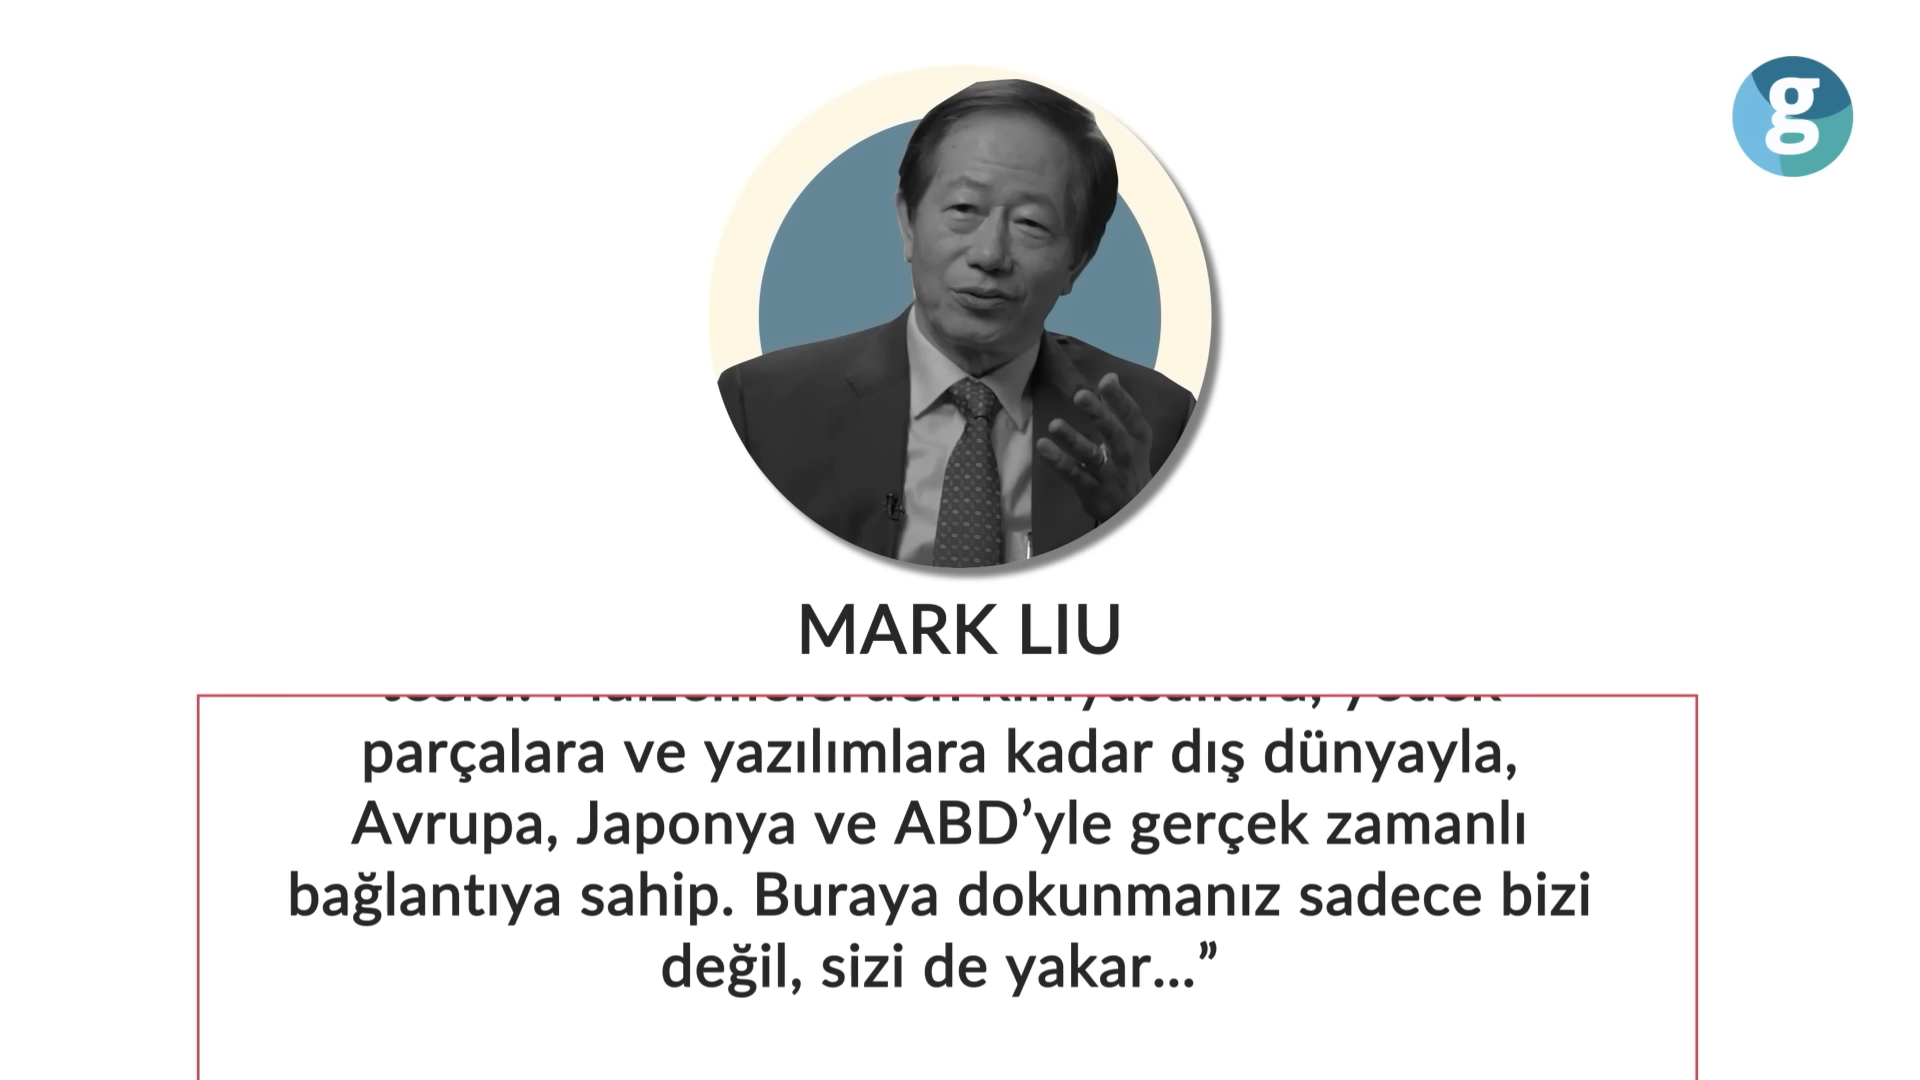 g
MARK LIU
parçalara ve yazılımlara kadar dış dünyayla,
Avrupa, Japonya ve ABD’yle gerçek zamanlı
bağlantıya sahip. Buraya dokunmanız sadece bizi
değil, sizi de yakar...”